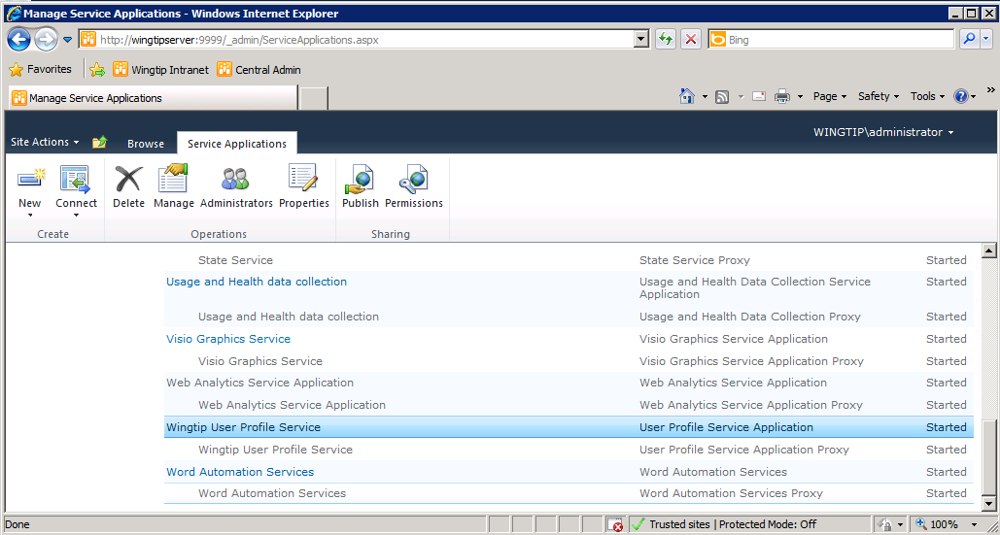 Manage Service Applications - Windows Internet Explorer
http://wingtipserver:9999/_admin/ServiceApplications.aspx
Bing
Favorites
Wingtip Intranet
Central Admin
Manage Service Applications
Page
Safety
Tools
»
Site Actions
Browse
Service Applications
WINGTIP\administrator
New
Connect
Delete
Manage
Administrators
Properties
Publish
Permissions
Create
Operations
Sharing
State Service State Service Proxy Started
Usage and Health data collection Usage and Health Data Collection Service Started
Application
Usage and Health data collection Usage and Health Data Collection Proxy Started
Visio Graphics Service Visio Graphics Service Application Started
Visio Graphics Service Visio Graphics Service Application Proxy Started
Web Analytics Service Application Web Analytics Service Application Started
Web Analytics Service Application Web Analytics Service Application Proxy Started
Wingtip User Profile Service User Profile Service Application Started
Wingtip User Profile Service User Profile Service Application Proxy Started
Word Automation Services Word Automation Services Started
Word Automation Services Word Automation Services Proxy Started
Done
Trusted sites | Protected Mode: Off
100%